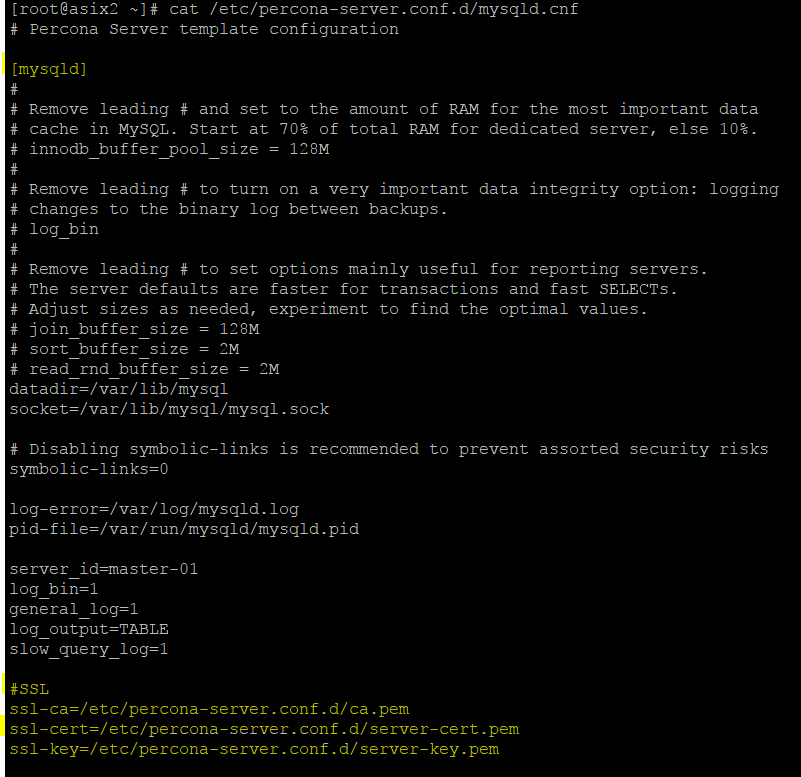 [root@asix2 ~]# cat /etc/percona-server.conf.d/mysqld.cnf
# Percona Server template configuration
[mysqld]
#
# Remove leading # and set to the amount of RAM for the most important data
# cache in MySQL. Start at 70% of total RAM for dedicated server, else 10%.
# innodb_buffer_pool_size = 128M
#
# Remove leading # to turn on a very important data integrity option: logging
# changes to the binary log between backups.
# log_bin
#
# Remove leading # to set options mainly useful for reporting servers.
# The server defaults are faster for transactions and fast SELECTs.
# Adjust sizes as needed, experiment to find the optimal values.
# join_buffer_size = 128M
# sort_buffer_size = 2M
# read_rnd_buffer_size = 2M
datadir=/var/lib/mysql
socket=/var/lib/mysql/mysql.sock
# Disabling symbolic-links is recommended to prevent assorted security risks
symbolic-links=0
log-error=/var/log/mysqld.log
pid-file=/var/run/mysqld/mysqld.pid
server_id=master-01
log_bin=1
general_log=1
log_output=TABLE
slow_query_log=1
#SSL
ssl-ca=/etc/percona-server.conf.d/ca.pem
ssl-cert=/etc/percona-server.conf.d/server-cert.pem
ssl-key=/etc/percona-server.conf.d/server-key.pem